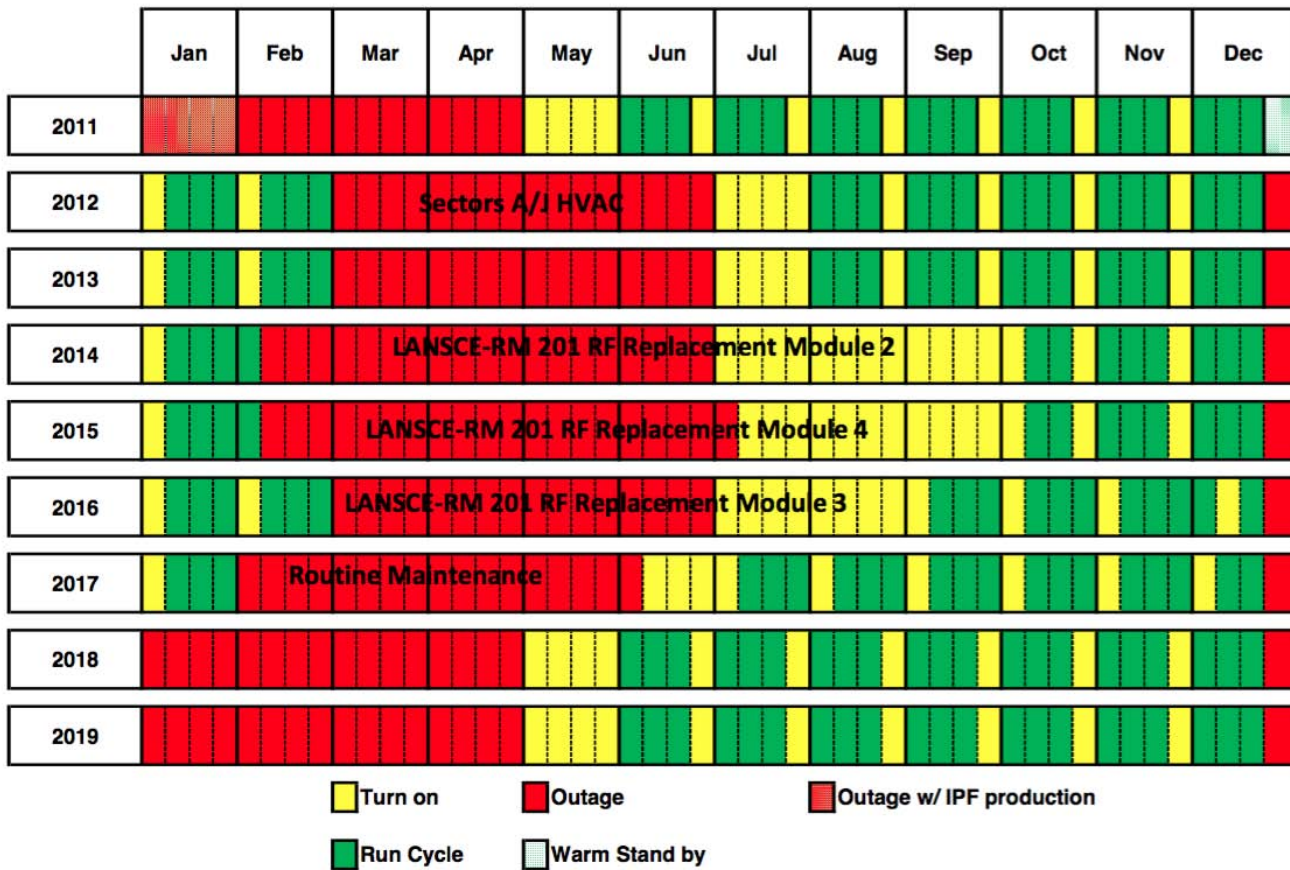 Jan Feb Mar Apr May Jun Jul Aug Sep Oct Nov Dec
2011
2012 Sectors A/J HVAC
2013
2014 LANSCE-RM 201 RF Replacement Module 2
2015 LANSCE-RM 201 RF Replacement Module 4
2016 LANSCE-RM 201 RF Replacement Module 3
2017 Routine Maintenance
2018
2019
Turn on Outage Outage w/ IPF production
Run Cycle Warm Stand by